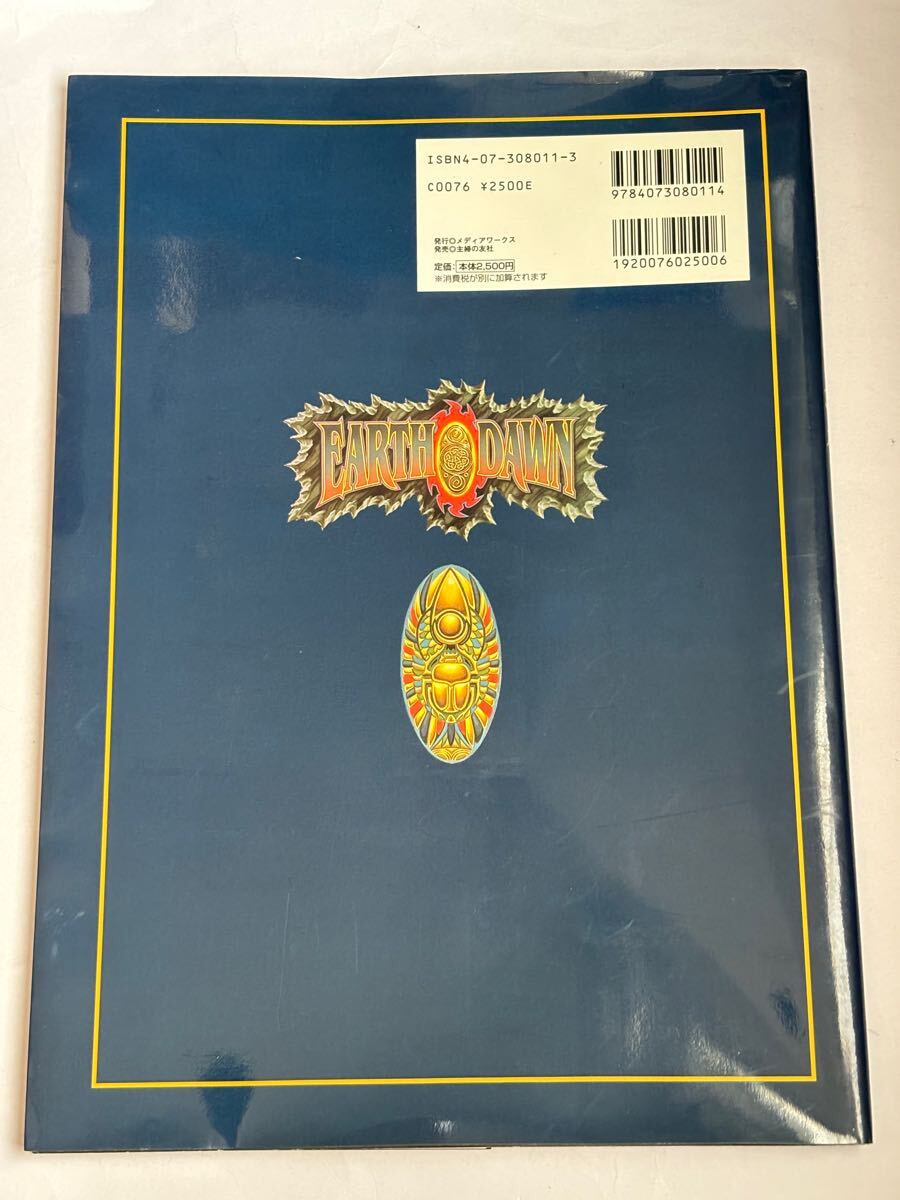 ISBN4-07-308011-3
C0076 ¥2500E
9784073080114
発行◎メディアワークス
発売◎主婦の友社
定価：本体2,500円
※消費税が別に加算されます
1920076025006
EARTHDAWN